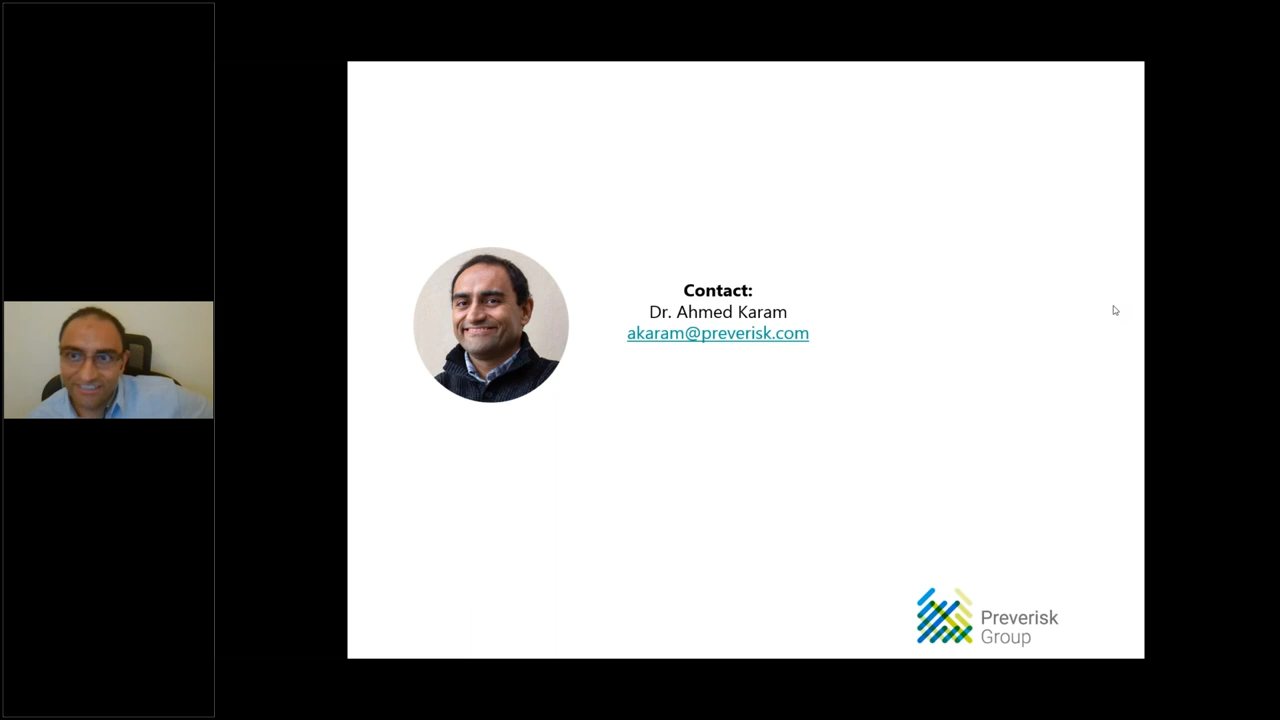 Contact:
Dr. Ahmed Karam
akaram@preverisk.com
Preverisk
Group